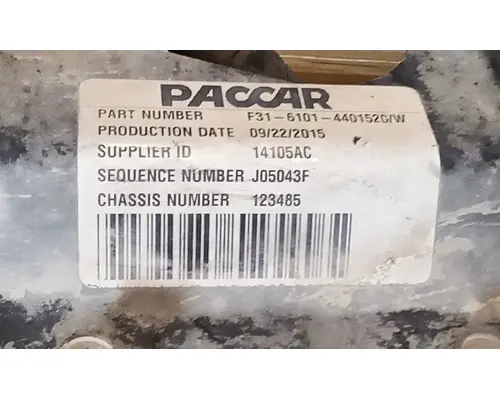 PACCAR
PART NUMBER F31-6101-440152G/W
PRODUCTION DATE 09/22/2015
SUPPLIER ID 14105AC
SEQUENCE NUMBER J05043F
CHASSIS NUMBER 123485